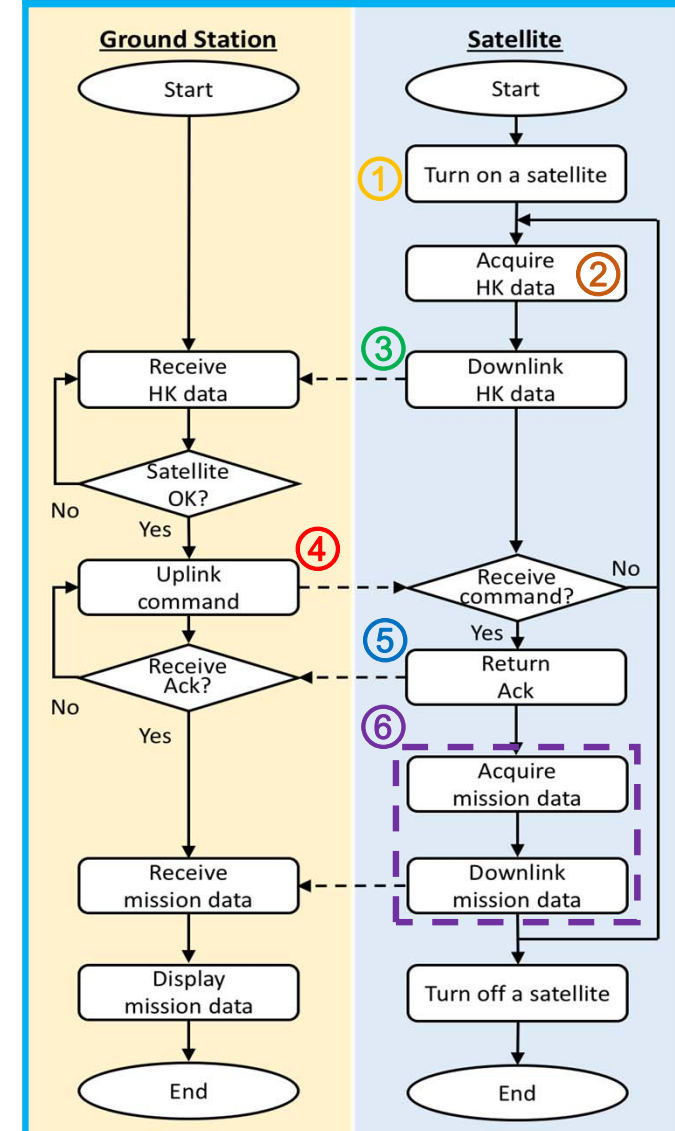 Ground Station
Start
Receive
HK data
Satellite
OK?
No
Yes
Uplink
command
Receive
Ack?
No
Yes
Receive
mission data
Display
mission data
End
Satellite
Start
①
Turn on a satellite
Acquire
HK data
②
③
Downlink
HK data
④
Receive
command?
No
Yes
⑤
Return
Ack
⑥
Acquire
mission data
Downlink
mission data
Turn off a satellite
End